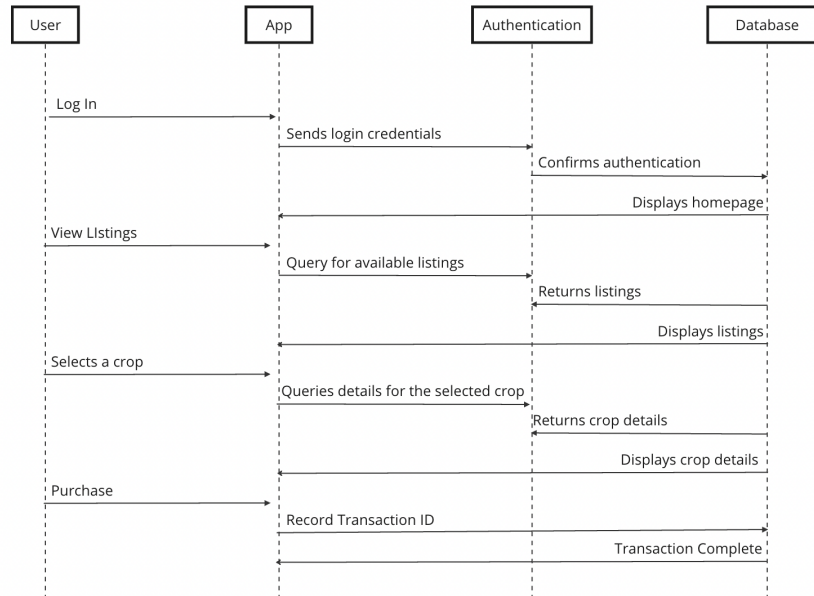 User
App
Authentication
Database
Log In
Sends login credentials
Confirms authentication
Displays homepage
View LIstings
Query for available listings
Returns listings
Displays listings
Selects a crop
Queries details for the selected crop
Returns crop details
Displays crop details
Purchase
Record Transaction ID
Transaction Complete